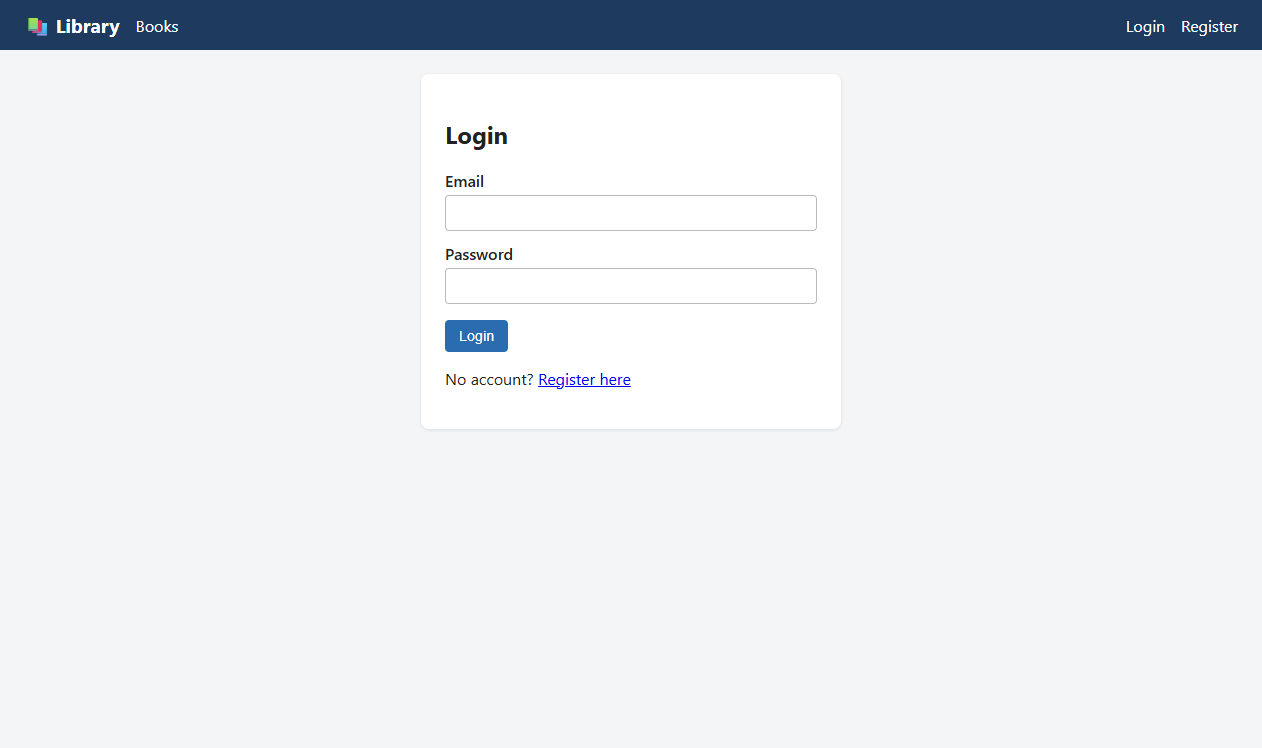 Library Books Login Register
Login
Email
Password
Login
No account? Register here